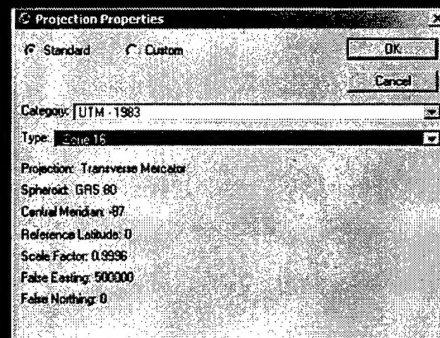 Projection Properties
Standard Custom OK
Cancel
Category: UTM - 1983
Type: Zone 16
Projection: Transverse Mercator
Spheroid: GRS 80
Central Meridian: -87
Reference Latitude: 0
Scale Factor: 0.9996
False Easting: 500000
False Northing: 0